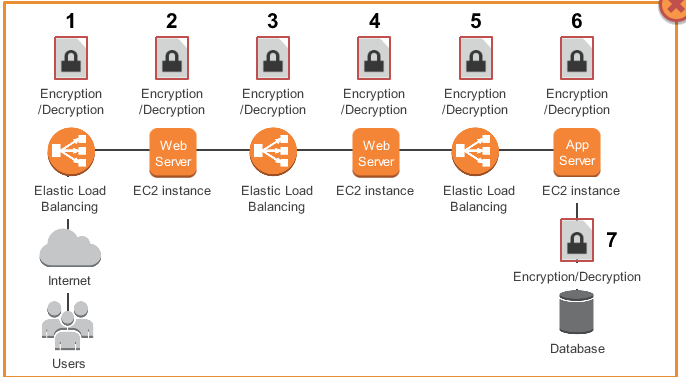 1 2 3 4 5 6
Encryption Encryption Encryption Encryption Encryption Encryption
/Decryption /Decryption /Decryption /Decryption /Decryption /Decryption
Web Web App
Server Server Server
Elastic Load EC2 instance Elastic Load EC2 instance Elastic Load EC2 instance
Balancing Balancing Balancing
7
Internet Encryption/Decryption
Database
Users